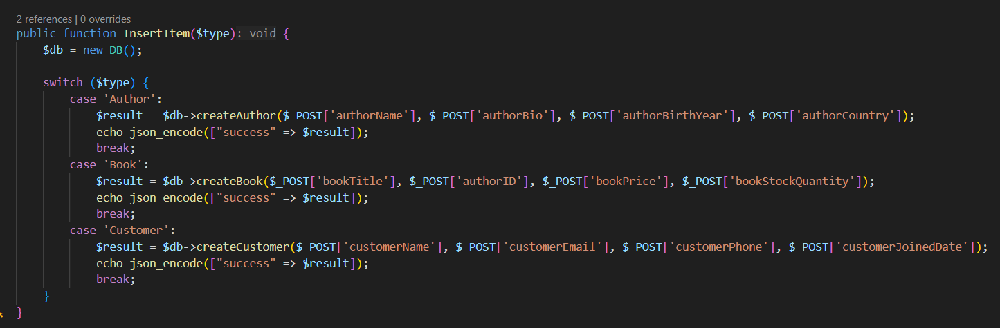 2 references | 0 overrides
public function InsertItem($type): void {
$db = new DB();
switch ($type) {
case 'Author':
$result = $db->createAuthor($_POST['authorName'], $_POST['authorBio'], $_POST['authorBirthYear'], $_POST['authorCountry']);
echo json_encode(["success" => $result]);
break;
case 'Book':
$result = $db->createBook($_POST['bookTitle'], $_POST['authorID'], $_POST['bookPrice'], $_POST['bookStockQuantity']);
echo json_encode(["success" => $result]);
break;
case 'Customer':
$result = $db->createCustomer($_POST['customerName'], $_POST['customerEmail'], $_POST['customerPhone'], $_POST['customerJoinedDate']);
echo json_encode(["success" => $result]);
break;
}
}